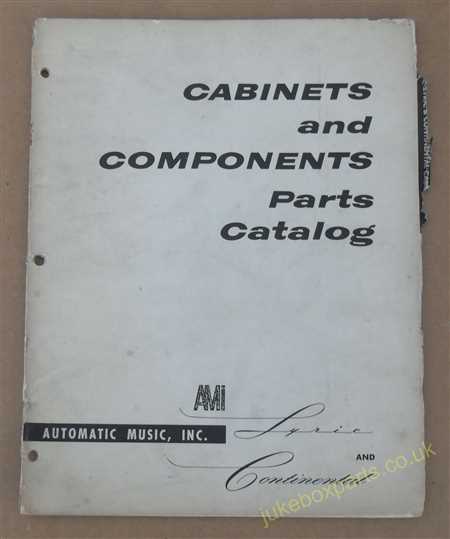 CABINETS
and
COMPONENTS
Parts
Catalog
AMi
AUTOMATIC MUSIC, INC.
Lyric
AND
Continental
jukeboxparts.co.uk